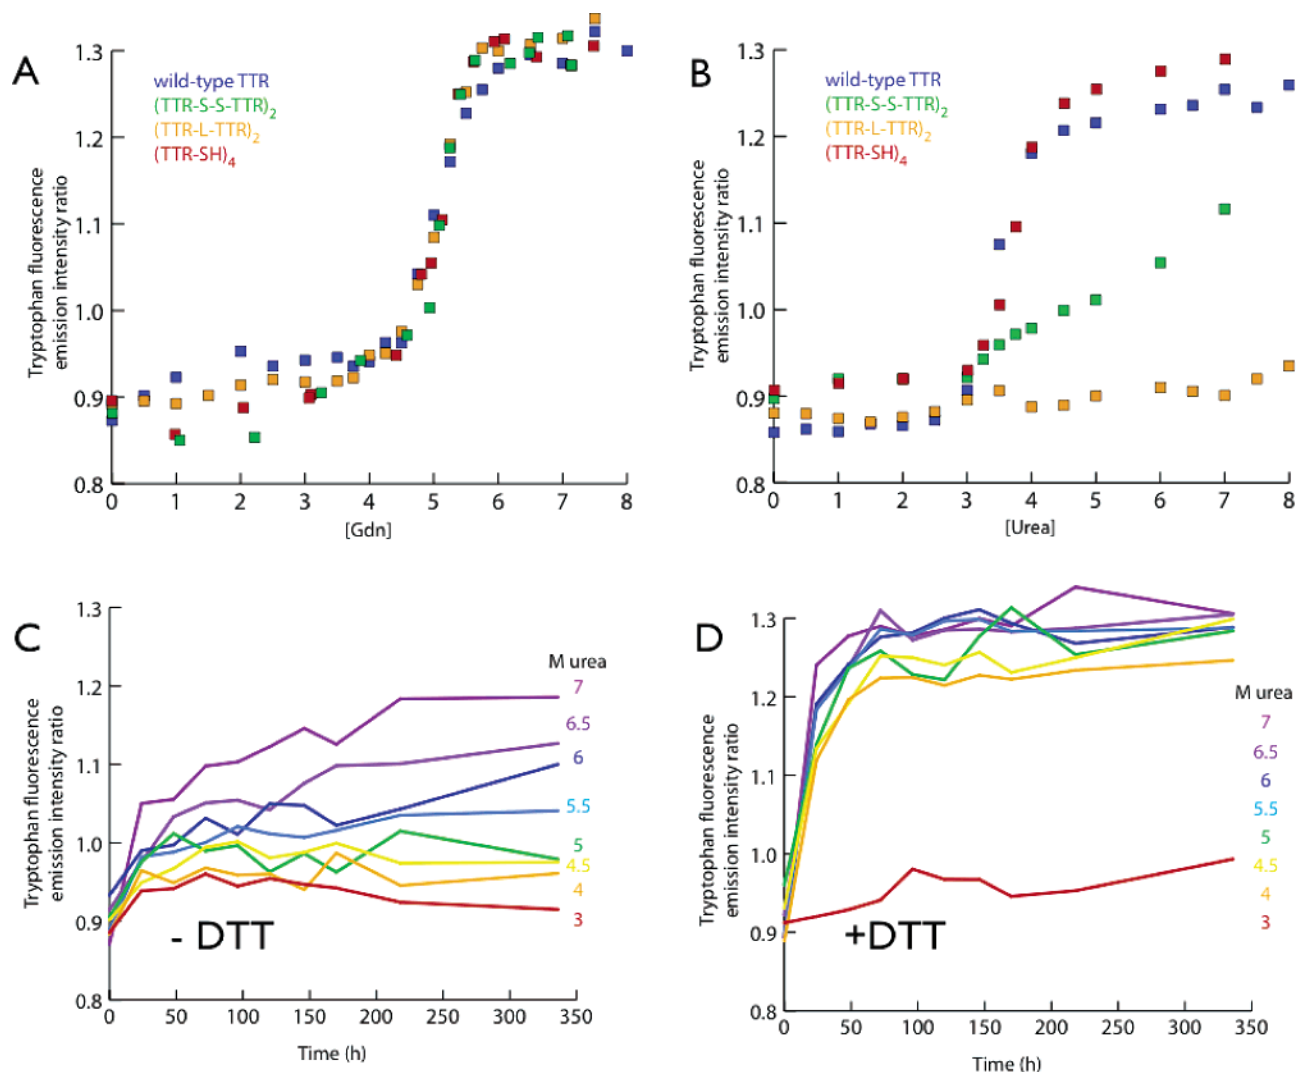 A
wild-type TTR
(TTR-S-S-TTR)2
(TTR-L-TTR)2
(TTR-SH)4
Tryptophan fluorescence
emission intensity ratio
1.3
1.2
1.1
1.0
0.9
0.8
0 1 2 3 4 5 6 7 8
[Gdn]
B
wild-type TTR
(TTR-S-S-TTR)2
(TTR-L-TTR)2
(TTR-SH)4
Tryptophan fluorescence
emission intensity ratio
1.3
1.2
1.1
1.0
0.9
0.8
0 1 2 3 4 5 6 7 8
[Urea]
C
Tryptophan fluorescence
emission intensity ratio
1.3
1.2
1.1
1.0
0.9
0.8
M urea
7
6.5
6
5.5
5
4.5
4
3
- DTT
0 50 100 150 200 250 300 350
Time (h)
D
Tryptophan fluorescence
emission intensity ratio
1.3
1.2
1.1
1.0
0.9
0.8
M urea
7
6.5
6
5.5
5
4.5
4
3
+DTT
0 50 100 150 200 250 300 350
Time (h)